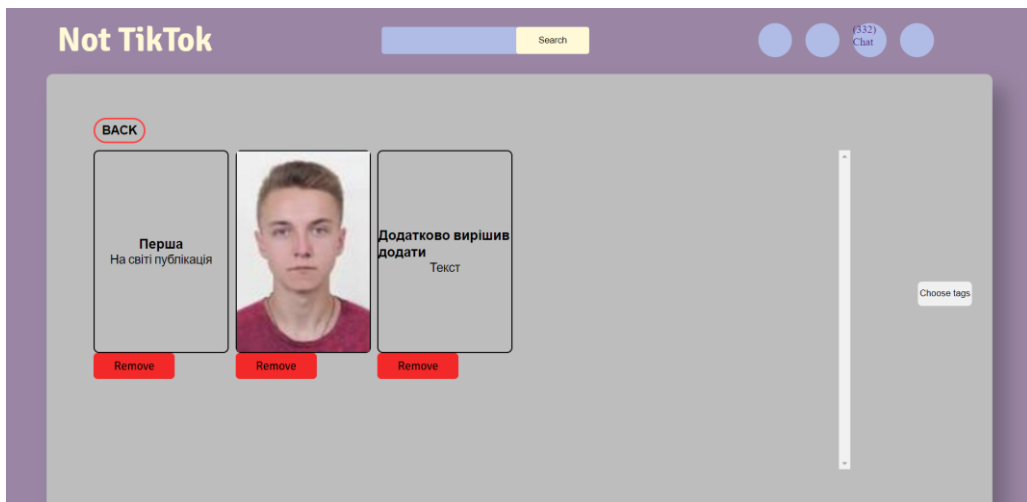 Not TikTok
Search
(332)
Chat
BACK
Перша
На світі публікація
Додатково вирішив
додати
Текст
Remove
Remove
Remove
Choose tags